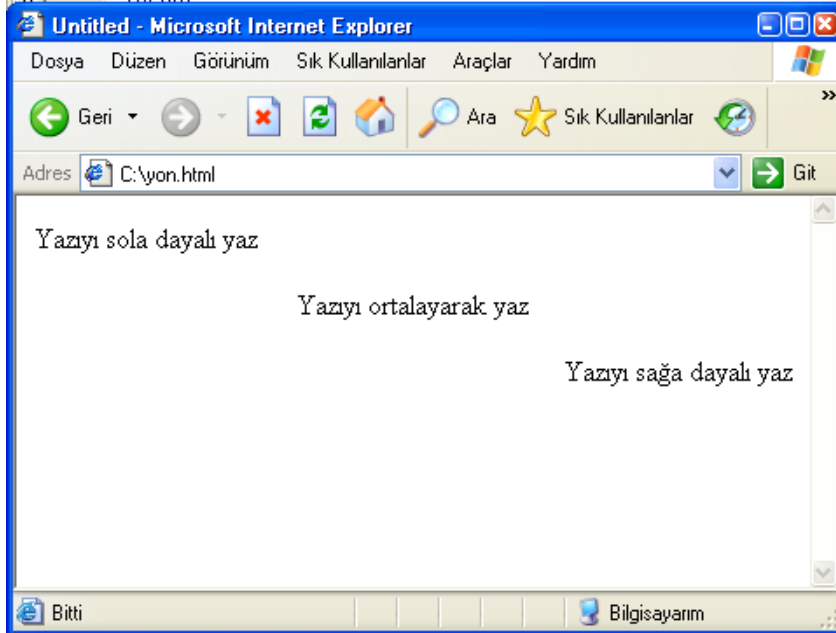 Untitled - Microsoft Internet Explorer
Dosya Düzen Görünüm Sık Kullanılanlar Araçlar Yardım
Geri Ara Sık Kullanılanlar »
Adres C:\yon.html Git
Yazıyı sola dayalı yaz
Yazıyı ortalayarak yaz
Yazıyı sağa dayalı yaz
Bitti Bilgisayarım